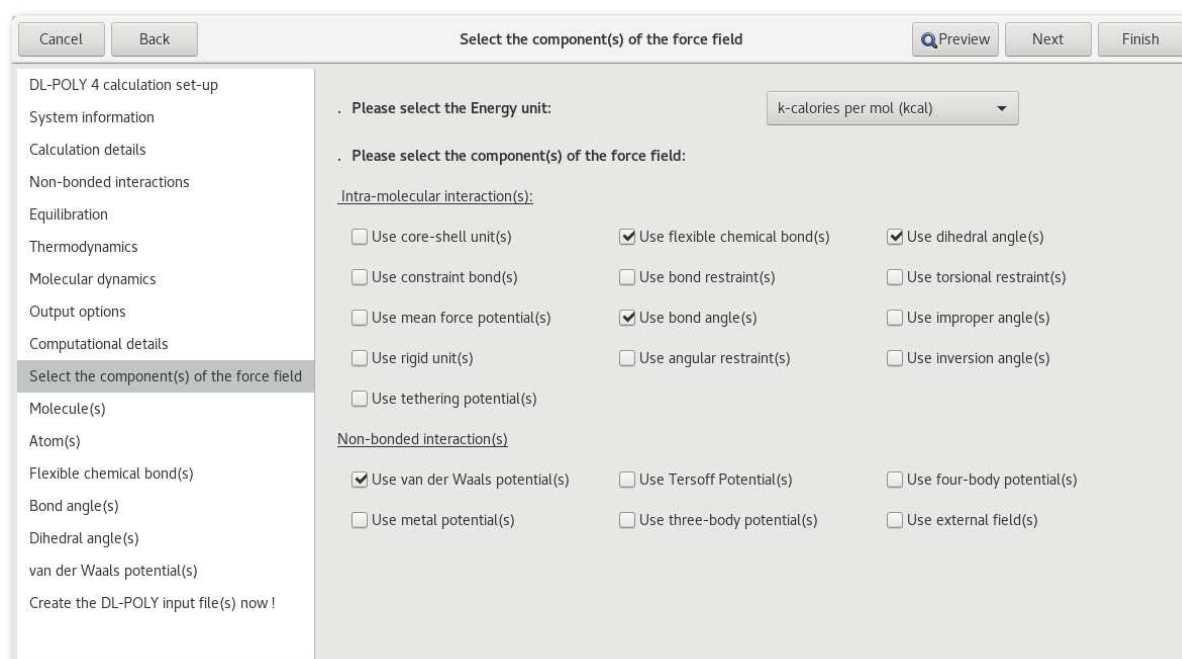 Cancel Back Select the component(s) of the force field Preview Next Finish
DL-POLY 4 calculation set-up
System information
Calculation details
Non-bonded interactions
Equilibration
Thermodynamics
Molecular dynamics
Output options
Computational details
Select the component(s) of the force field
Molecule(s)
Atom(s)
Flexible chemical bond(s)
Bond angle(s)
Dihedral angle(s)
van der Waals potential(s)
Create the DL-POLY input file(s) now !
. Please select the Energy unit: k-calories per mol (kcal)
. Please select the component(s) of the force field:
Intra-molecular interaction(s):
Use core-shell unit(s) Use flexible chemical bond(s) Use dihedral angle(s)
Use constraint bond(s) Use bond restraint(s) Use torsional restraint(s)
Use mean force potential(s) Use bond angle(s) Use improper angle(s)
Use rigid unit(s) Use angular restraint(s) Use inversion angle(s)
Use tethering potential(s)
Non-bonded interaction(s)
Use van der Waals potential(s) Use Tersoff Potential(s) Use four-body potential(s)
Use metal potential(s) Use three-body potential(s) Use external field(s)